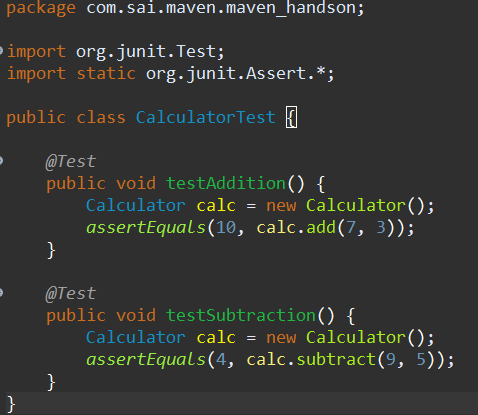 package com.sai.maven.maven_handson;
import org.junit.Test;
import static org.junit.Assert.*;
public class CalculatorTest {
@Test
public void testAddition() {
Calculator calc = new Calculator();
assertEquals(10, calc.add(7, 3));
}
@Test
public void testSubtraction() {
Calculator calc = new Calculator();
assertEquals(4, calc.subtract(9, 5));
}
}